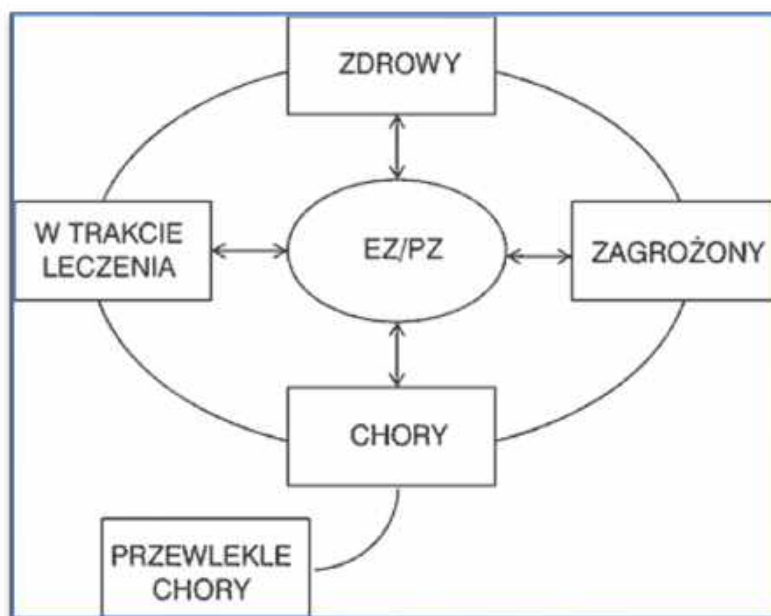 ZDROWY
W TRAKCIE
LECZENIA
EZ/PZ
ZAGROŻONY
CHORY
PRZEWLEKLE
CHORY